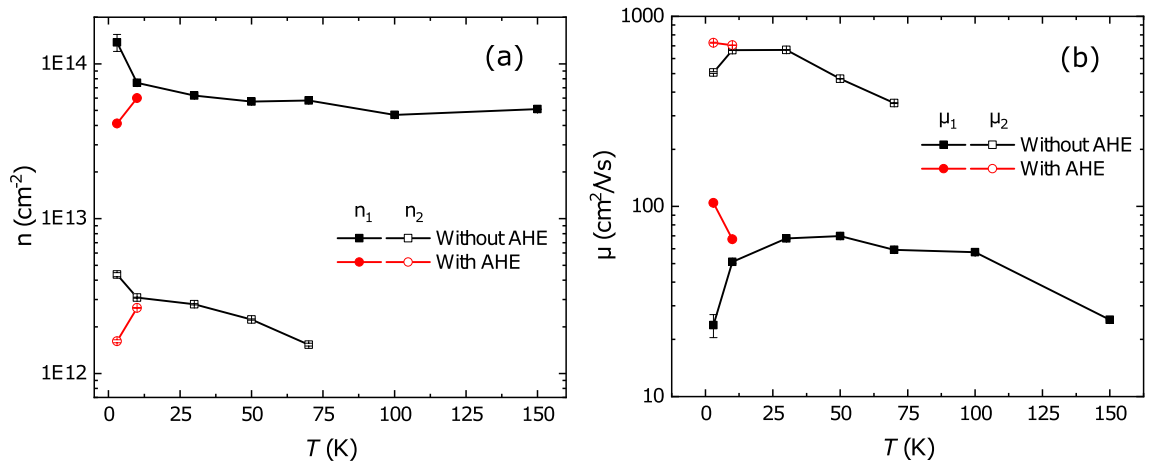 (a)
1E14
1E13
1E12
n (cm⁻²)
n₁ n₂
Without AHE
With AHE
0 25 50 75 100 125 150
T (K)
(b)
1000
100
10
μ (cm²/Vs)
μ₁ μ₂
Without AHE
With AHE
0 25 50 75 100 125 150
T (K)